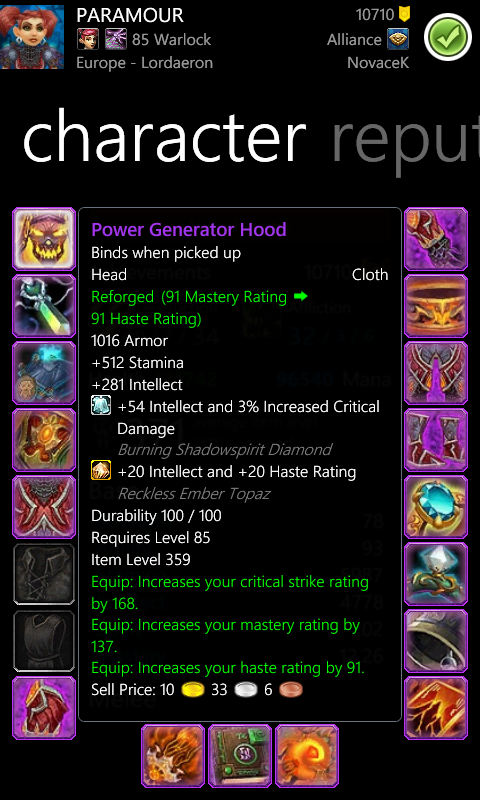 PARAMOUR 10710
85 Warlock Alliance
Europe - Lordaeron NovaceK
character reput
Power Generator Hood
Binds when picked up
Head Cloth
Reforged (91 Mastery Rating ➡
91 Haste Rating)
1016 Armor
+512 Stamina
+281 Intellect
+54 Intellect and 3% Increased Critical
Damage
Burning Shadowspirit Diamond
+20 Intellect and +20 Haste Rating
Reckless Ember Topaz
Durability 100 / 100
Requires Level 85
Item Level 359
Equip: Increases your critical strike rating
by 168.
Equip: Increases your mastery rating by
137.
Equip: Increases your haste rating by 91.
Sell Price: 10 33 6